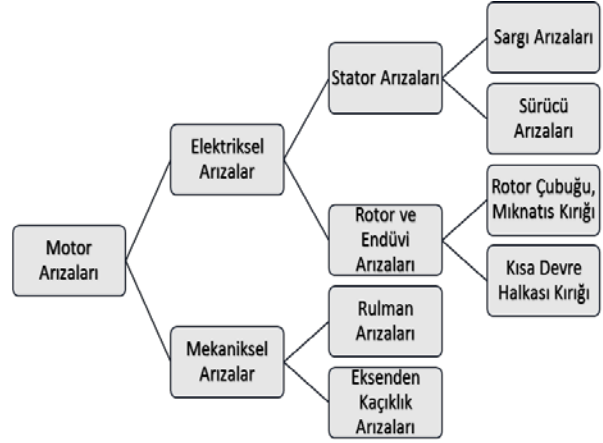 Motor
Arızaları
Elektriksel
Arızalar
Mekaniksel
Arızalar
Stator Arızaları
Rotor ve
Endüvi
Arızaları
Rulman
Arızaları
Eksenden
Kaçıklık
Arızaları
Sargı Arızaları
Sürücü
Arızaları
Rotor Çubuğu,
Mıknatıs Kırığı
Kısa Devre
Halkası Kırığı